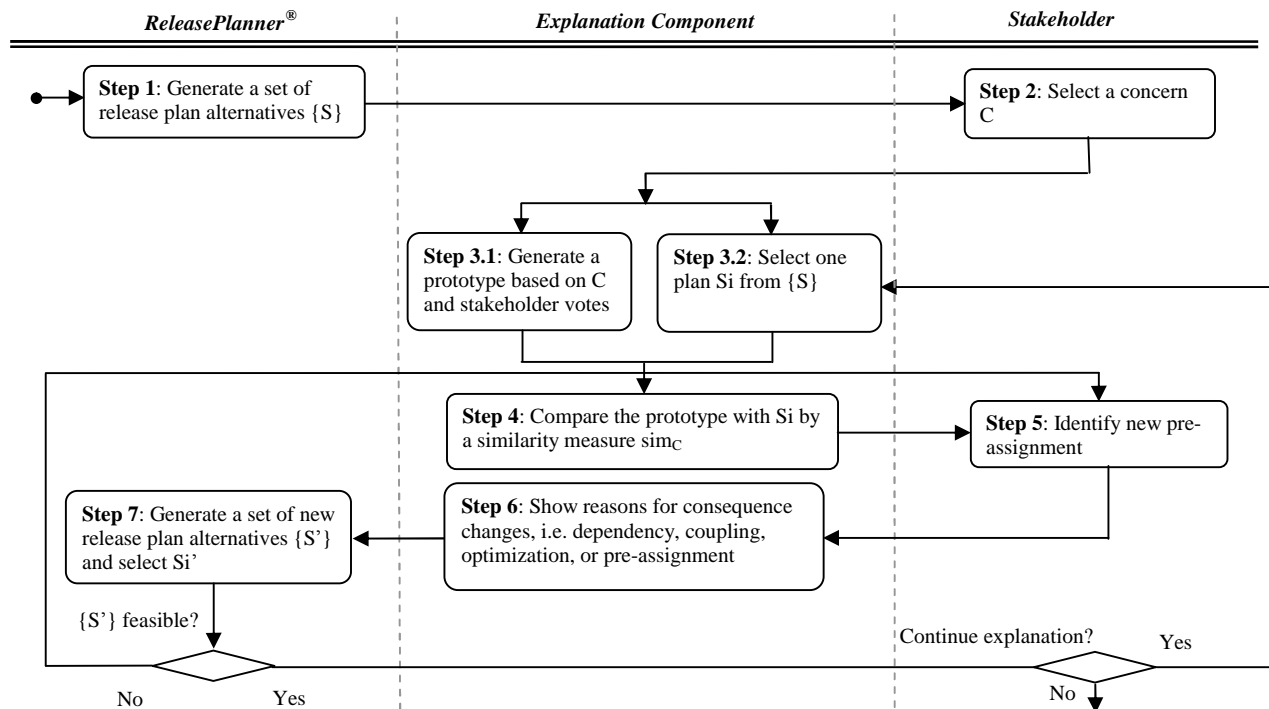 ReleasePlanner®
Explanation Component
Stakeholder
Step 1: Generate a set of
release plan alternatives {S}
Step 2: Select a concern
C
Step 3.1: Generate a
prototype based on C
and stakeholder votes
Step 3.2: Select one
plan Si from {S}
Step 4: Compare the prototype with Si by
a similarity measure simC
Step 5: Identify new pre-
assignment
Step 6: Show reasons for consequence
changes, i.e. dependency, coupling,
optimization, or pre-assignment
Step 7: Generate a set of new
release plan alternatives {S’}
and select Si’
{S’} feasible?
No
Yes
Continue explanation?
Yes
No